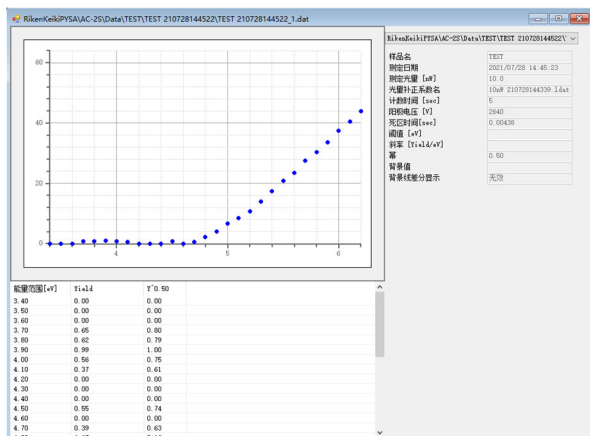 RikenKeikiPYSA\AC-2S\Data\TEST\TEST 210728144522\TEST 210728144522_1.dat
RikenKeikiPYSA\AC-2S\Data\TEST\TEST 210728144522\'
样品名 TEST
测定日期 2021/07/28 14:45:23
测定光量 [nW] 10.0
光量补正系数名 10nW 210728144339.ldat
计数时间 [sec] 5
阳极电压 [V] 2640
死区时间[sec] 0.00438
阈值 [eV]
斜率 [Yield/eV]
幂 0.50
背景值
背景线差分显示 无效
60
40
20
0
4 5 6
能量范围[eV] Yield Y^0.50
3.40 0.00 0.00
3.50 0.00 0.00
3.60 0.00 0.00
3.70 0.65 0.80
3.80 0.62 0.79
3.90 0.99 1.00
4.00 0.56 0.75
4.10 0.37 0.61
4.20 0.00 0.00
4.30 0.00 0.00
4.40 0.00 0.00
4.50 0.55 0.74
4.60 0.00 0.00
4.70 0.39 0.63